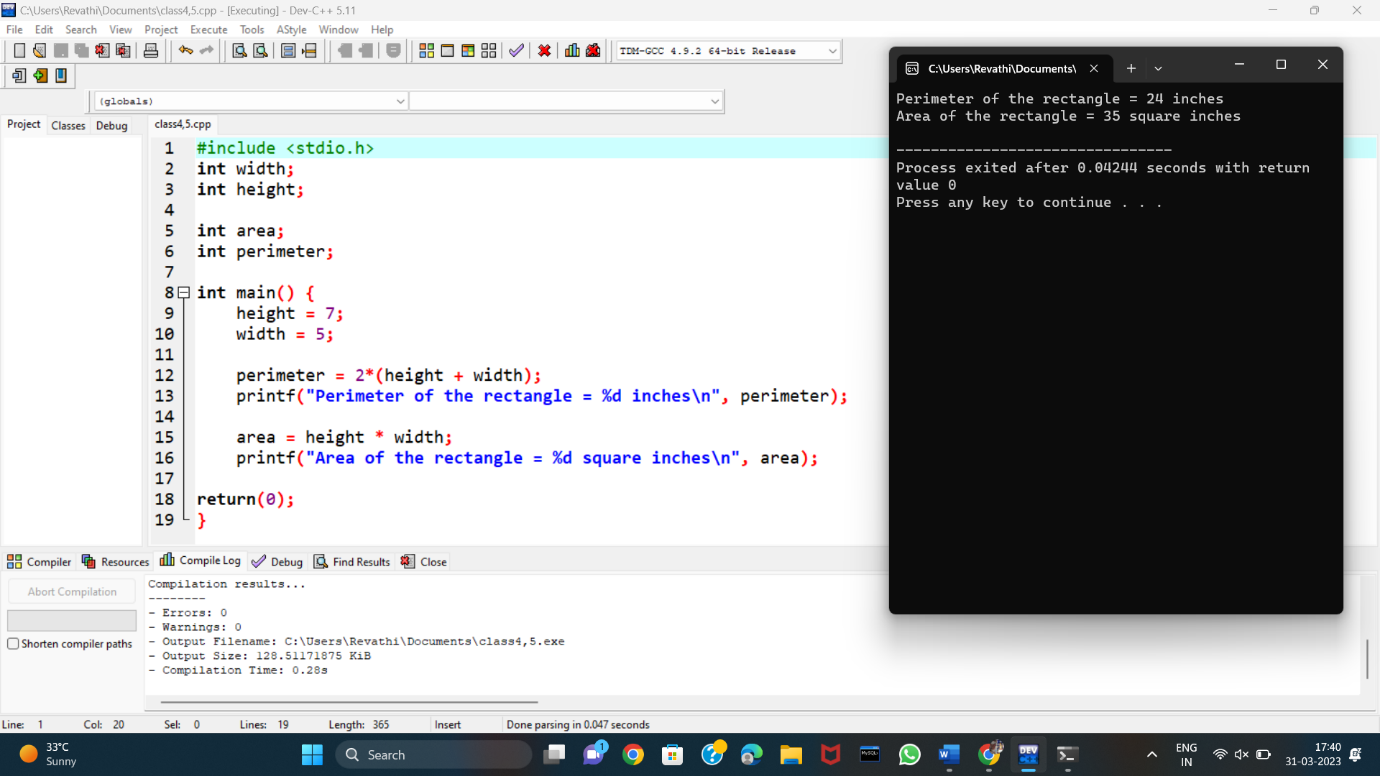 C:\Users\Revathi\Documents\class4,5.cpp - [Executing] - Dev-C++ 5.11
File Edit Search View Project Execute Tools AStyle Window Help
TDM-GCC 4.9.2 64-bit Release
(globals)
Project Classes Debug
class4,5.cpp
1 #include <stdio.h>
2 int width;
3 int height;
4
5 int area;
6 int perimeter;
7
8 int main() {
9 height = 7;
10 width = 5;
11
12 perimeter = 2*(height + width);
13 printf("Perimeter of the rectangle = %d inches\n", perimeter);
14
15 area = height * width;
16 printf("Area of the rectangle = %d square inches\n", area);
17
18 return(0);
19 }
C:\Users\Revathi\Documents\
Perimeter of the rectangle = 24 inches
Area of the rectangle = 35 square inches
--------------------------------
Process exited after 0.04244 seconds with return
value 0
Press any key to continue . . .
Compiler Resources Compile Log Debug Find Results Close
Abort Compilation
Shorten compiler paths
Compilation results...
--------
- Errors: 0
- Warnings: 0
- Output Filename: C:\Users\Revathi\Documents\class4,5.exe
- Output Size: 128.51171875 KiB
- Compilation Time: 0.28s
Line: 1 Col: 20 Sel: 0 Lines: 19 Length: 365 Insert Done parsing in 0.047 seconds
33°C
Sunny
Search
1
DEV
C++
ENG
IN
17:40
31-03-2023